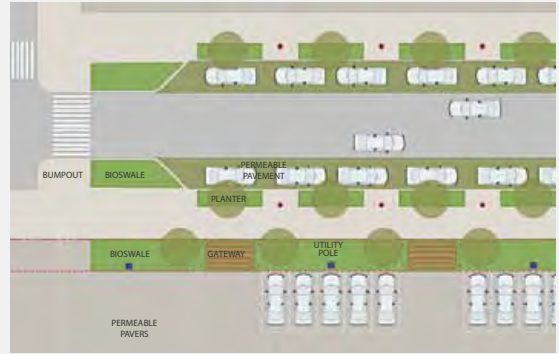 PERMEABLE
PAVEMENT
BUMPOUT
BIOSWALE
PLANTER
BIOSWALE
GATEWAY
UTILITY
POLE
PERMEABLE
PAVERS